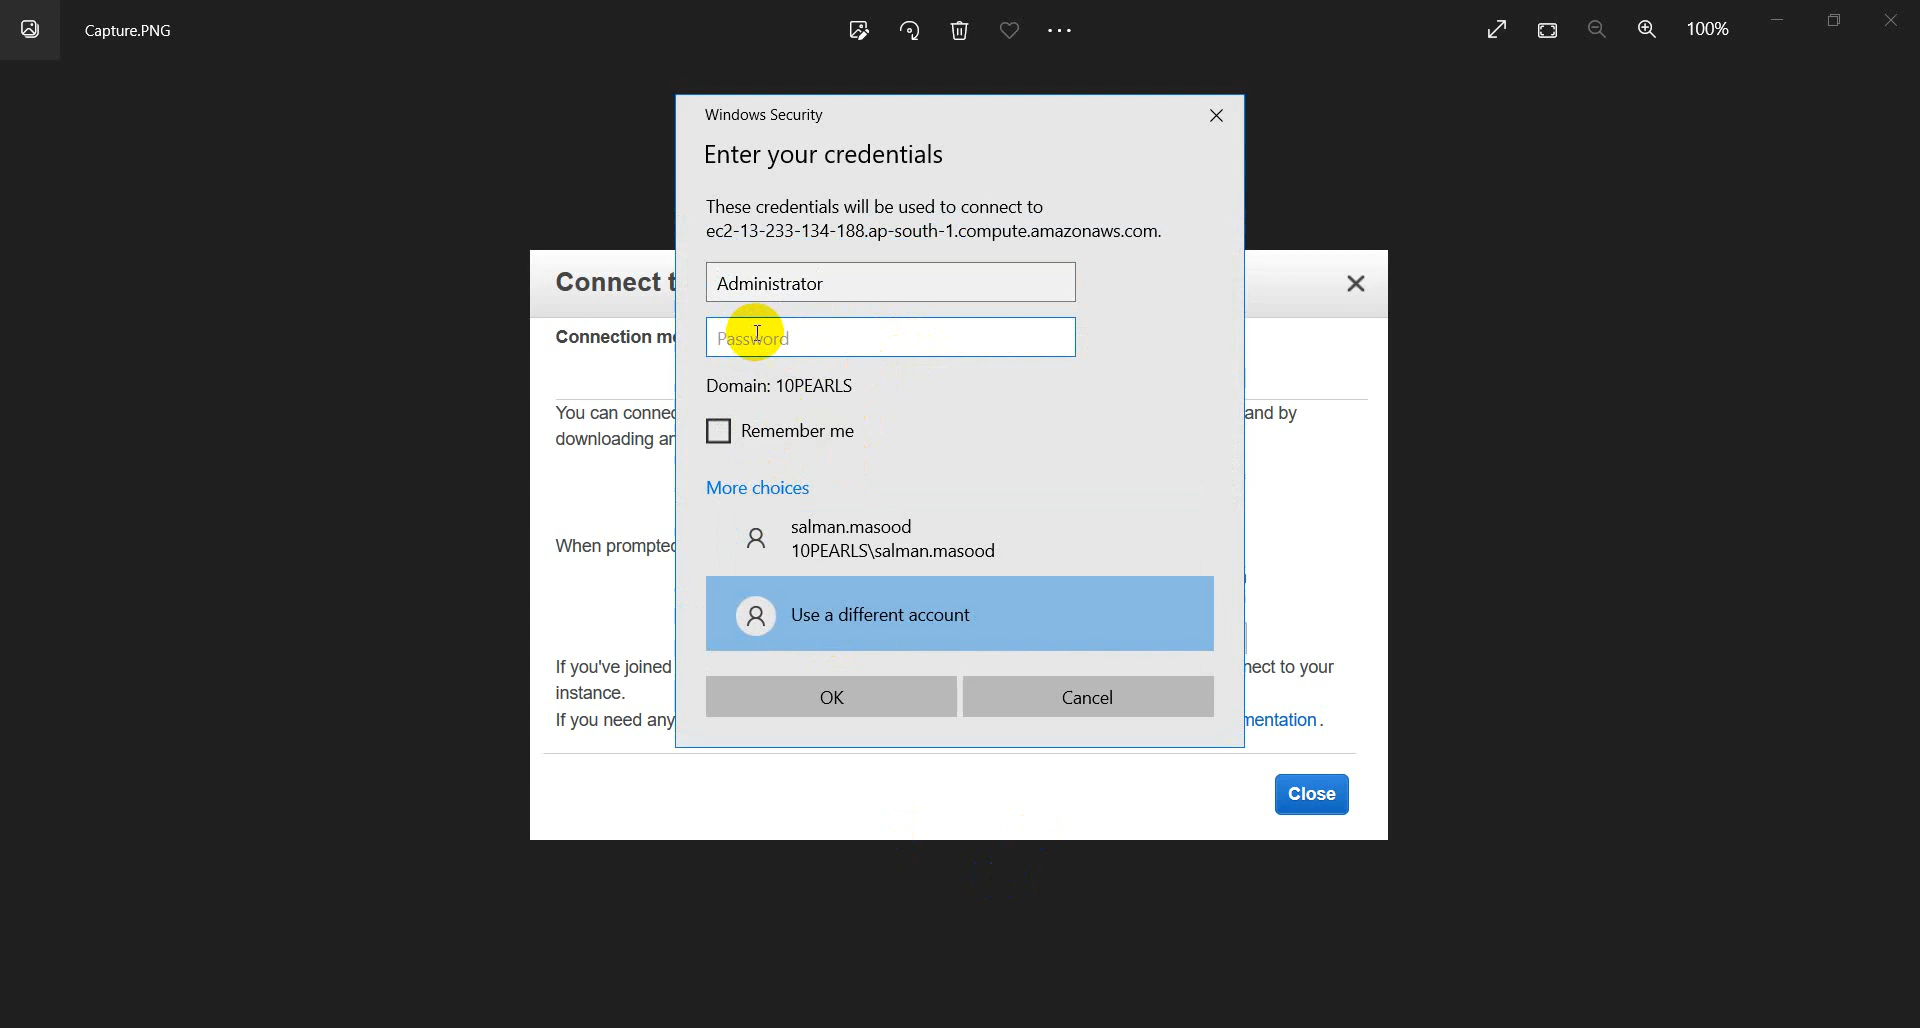 Capture.PNG
100%
Windows Security
Enter your credentials
These credentials will be used to connect to
ec2-13-233-134-188.ap-south-1.compute.amazonaws.com.
Connect t
Administrator
Connection m
Password
Domain: 10PEARLS
You can connec
and by
downloading ar
Remember me
More choices
salman.masood
When prompted
10PEARLS\salman.masood
Use a different account
If you've joined
nect to your
instance.
OK
Cancel
If you need any
mentation.
Close